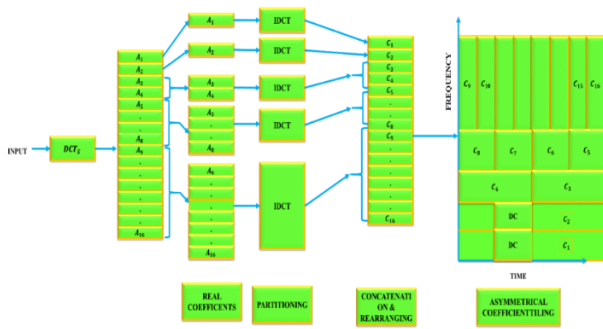 INPUT
DCT₂
A₁
A₂
A₃
A₄
A₅
.
.
A₈
A₉
.
.
.
.
.
A₁₆
A₁
A₂
A₃
A₄
A₅
.
.
A₈
A₉
.
.
.
.
.
A₁₆
IDCT
IDCT
IDCT
IDCT
IDCT
C₁
C₂
C₃
C₄
C₅
.
.
C₈
C₉
.
.
.
.
.
C₁₆
FREQUENCY
C₉ C₁₀ C₁₅ C₁₆
C₈ C₇ C₆ C₅
C₄ C₃
DC C₂
DC C₁
TIME
REAL
COEFFICENTS
PARTITIONING
CONCATENATI
ON &
REARRANGING
ASYMMETRICAL
COEFFICIENTTILING